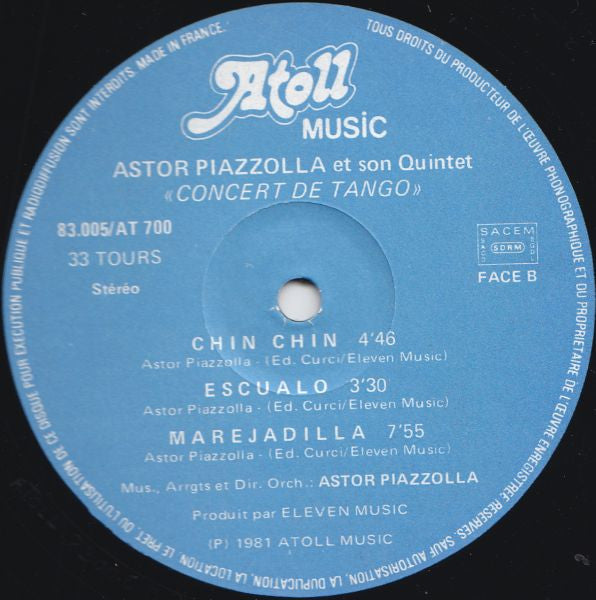 Atoll
MUSIC
ASTOR PIAZZOLLA et son Quintet
«CONCERT DE TANGO»
83.005/AT 700
33 TOURS
Stéréo
SACEM
SACD
SDRM
SGDL
FACE B
CHIN CHIN 4'46
Astor Piazzolla - (Ed. Curci/Eleven Music)
ESCUALO 3'30
Astor Piazzolla - (Ed. Curci/Eleven Music)
MAREJADILLA 7'55
Astor Piazzolla - (Ed. Curci/Eleven Music)
Mus., Arrgts et Dir. Orch.: ASTOR PIAZZOLLA
Produit par ELEVEN MUSIC
(P) 1981 ATOLL MUSIC
TOUS DROITS DU PRODUCTEUR DE L'ŒUVRE PHONOGRAPHIQUE ET DU PROPRIETAIRE DE L'ŒUVRE ENREGISTREE RESERVES. SAUF AUTORISATION, LA DUPLICATION, LA LOCATION, LE PRET, OU L'UTILISATION DE CE DISQUE POUR EXECUTION PUBLIQUE ET RADIODIFFUSION SONT INTERDITS. MADE IN FRANCE.